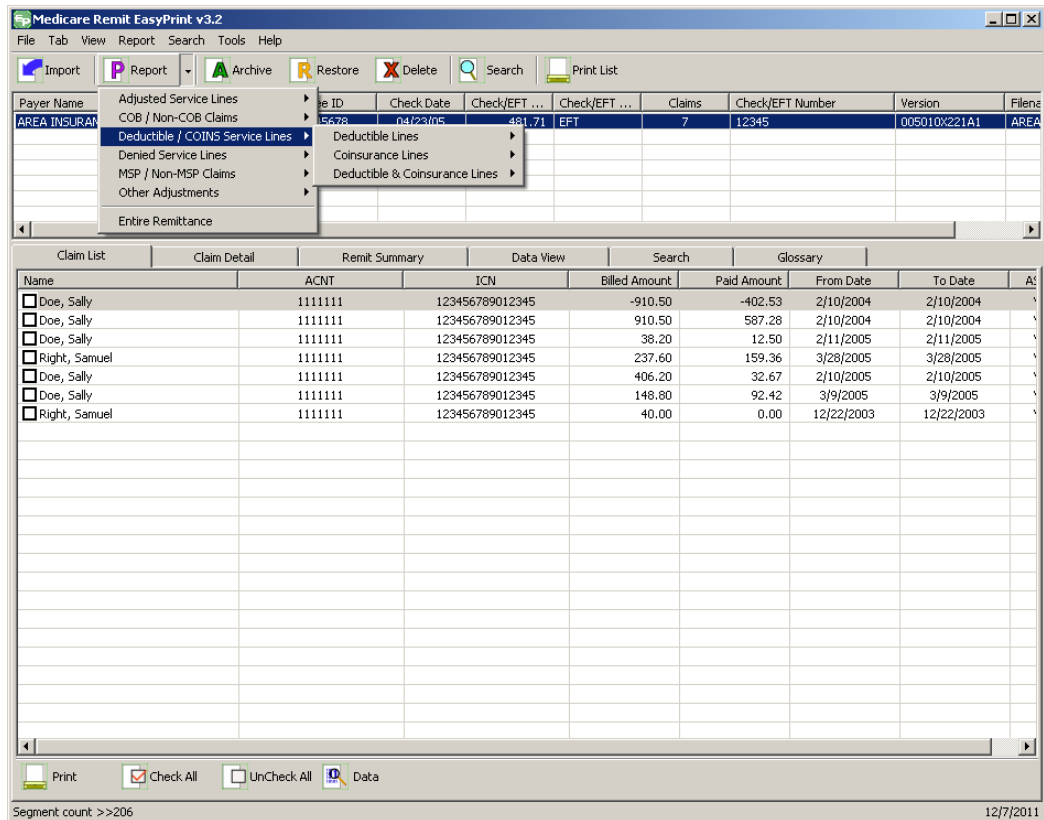 EP Medicare Remit EasyPrint v3.2
File Tab View Report Search Tools Help
Import P Report A Archive R Restore X Delete Search Print List
Payer Name ee ID Check Date Check/EFT ... Check/EFT ... Claims Check/EFT Number Version Filena
AREA INSURAN 5678 04/23/05 481.71 EFT 7 12345 005010X221A1 AREA
Adjusted Service Lines
COB / Non-COB Claims
Deductible / COINS Service Lines
Denied Service Lines
MSP / Non-MSP Claims
Other Adjustments
Entire Remittance
Deductible Lines
Coinsurance Lines
Deductible & Coinsurance Lines
Claim List Claim Detail Remit Summary Data View Search Glossary
Name ACNT ICN Billed Amount Paid Amount From Date To Date AS
Doe, Sally 1111111 123456789012345 -910.50 -402.53 2/10/2004 2/10/2004
Doe, Sally 1111111 123456789012345 910.50 587.28 2/10/2004 2/10/2004
Doe, Sally 1111111 123456789012345 38.20 12.50 2/11/2005 2/11/2005
Right, Samuel 1111111 123456789012345 237.60 159.36 3/28/2005 3/28/2005
Doe, Sally 1111111 123456789012345 406.20 32.67 2/10/2005 2/10/2005
Doe, Sally 1111111 123456789012345 148.80 92.42 3/9/2005 3/9/2005
Right, Samuel 1111111 123456789012345 40.00 0.00 12/22/2003 12/22/2003
Print Check All UnCheck All Data
Segment count >>206 12/7/2011